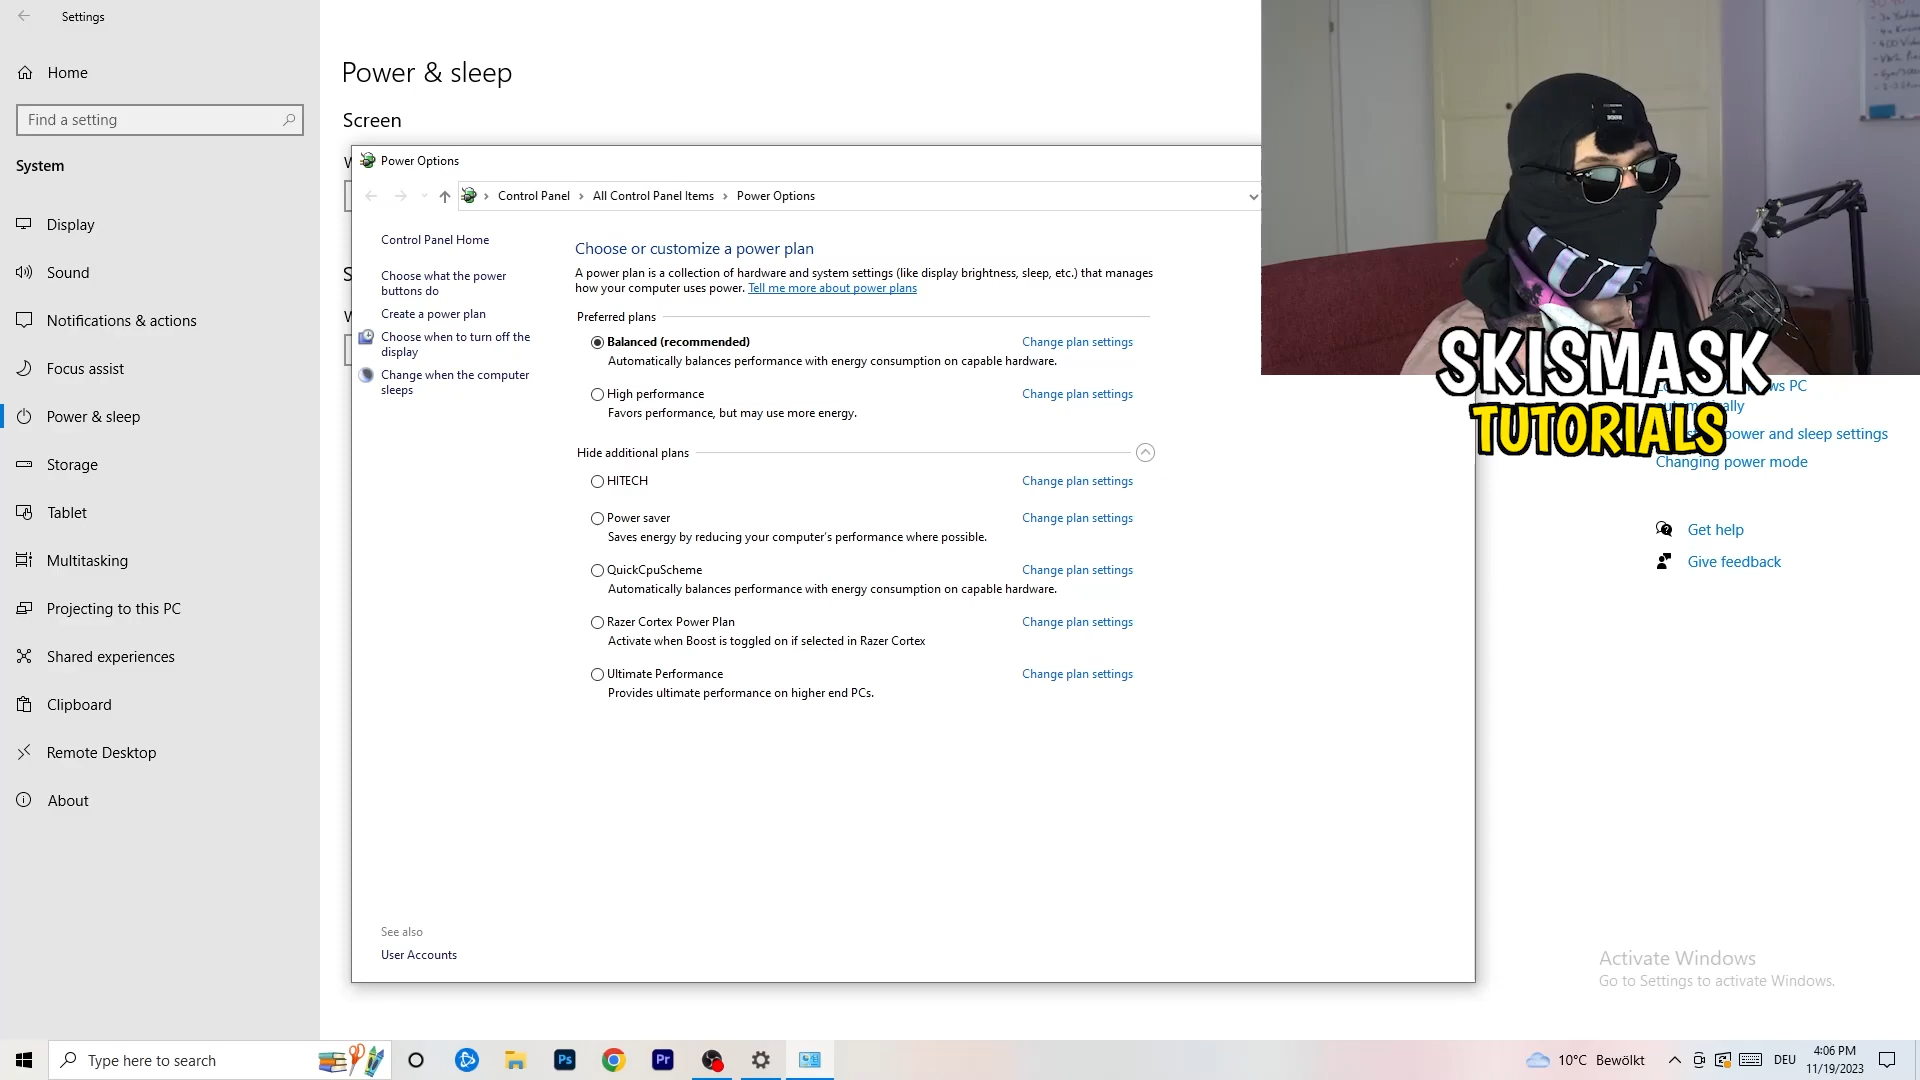 Settings
Home
Find a setting
System
Display
Sound
Notifications & actions
Focus assist
Power & sleep
Storage
Tablet
Multitasking
Projecting to this PC
Shared experiences
Clipboard
Remote Desktop
About
Power & sleep
Screen
Power Options
Control Panel
All Control Panel Items
Power Options
Control Panel Home
Choose what the power
buttons do
Create a power plan
Choose when to turn off the
display
Change when the computer
sleeps
See also
User Accounts
Choose or customize a power plan
A power plan is a collection of hardware and system settings (like display brightness, sleep, etc.) that manages
how your computer uses power. Tell me more about power plans
Preferred plans
Balanced (recommended) Change plan settings
Automatically balances performance with energy consumption on capable hardware.
High performance Change plan settings
Favors performance, but may use more energy.
Hide additional plans
HITECH Change plan settings
Power saver Change plan settings
Saves energy by reducing your computer's performance where possible.
QuickCpuScheme Change plan settings
Automatically balances performance with energy consumption on capable hardware.
Razer Cortex Power Plan Change plan settings
Activate when Boost is toggled on if selected in Razer Cortex
Ultimate Performance Change plan settings
Provides ultimate performance on higher end PCs.
SKISMASK
TUTORIALS
PC
power and sleep settings
Changing power mode
Get help
Give feedback
Activate Windows
Go to Settings to activate Windows.
Type here to search
Ps
Pr
10°C Bewölkt
DEU
4:06 PM
11/19/2023